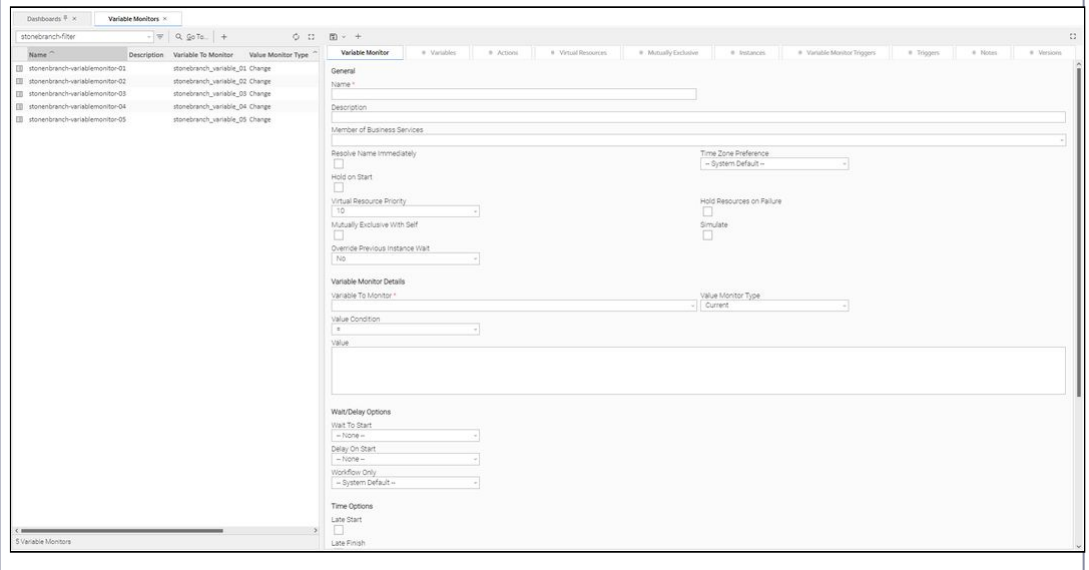 Dashboards
Variable Monitors
stonebranch-filter
Go To...
Name Description Variable To Monitor Value Monitor Type
stonenbranch-variablemonitor-01 stonebranch_variable_01 Change
stonenbranch-variablemonitor-02 stonebranch_variable_02 Change
stonenbranch-variablemonitor-03 stonebranch_variable_03 Change
stonenbranch-variablemonitor-04 stonebranch_variable_04 Change
stonenbranch-variablemonitor-05 stonebranch_variable_05 Change
5 Variable Monitors
Variable Monitor Variables Actions Virtual Resources Mutually Exclusive Instances Variable Monitor Triggers Triggers Notes Versions
General
Name *
Description
Member of Business Services
Resolve Name Immediately Time Zone Preference
-- System Default --
Hold on Start
Virtual Resource Priority Hold Resources on Failure
10
Mutually Exclusive With Self Simulate
Override Previous Instance Wait
No
Variable Monitor Details
Variable To Monitor * Value Monitor Type
Current
Value Condition
=
Value
Wait/Delay Options
Wait To Start
-- None --
Delay On Start
-- None --
Workflow Only
-- System Default --
Time Options
Late Start
Late Finish